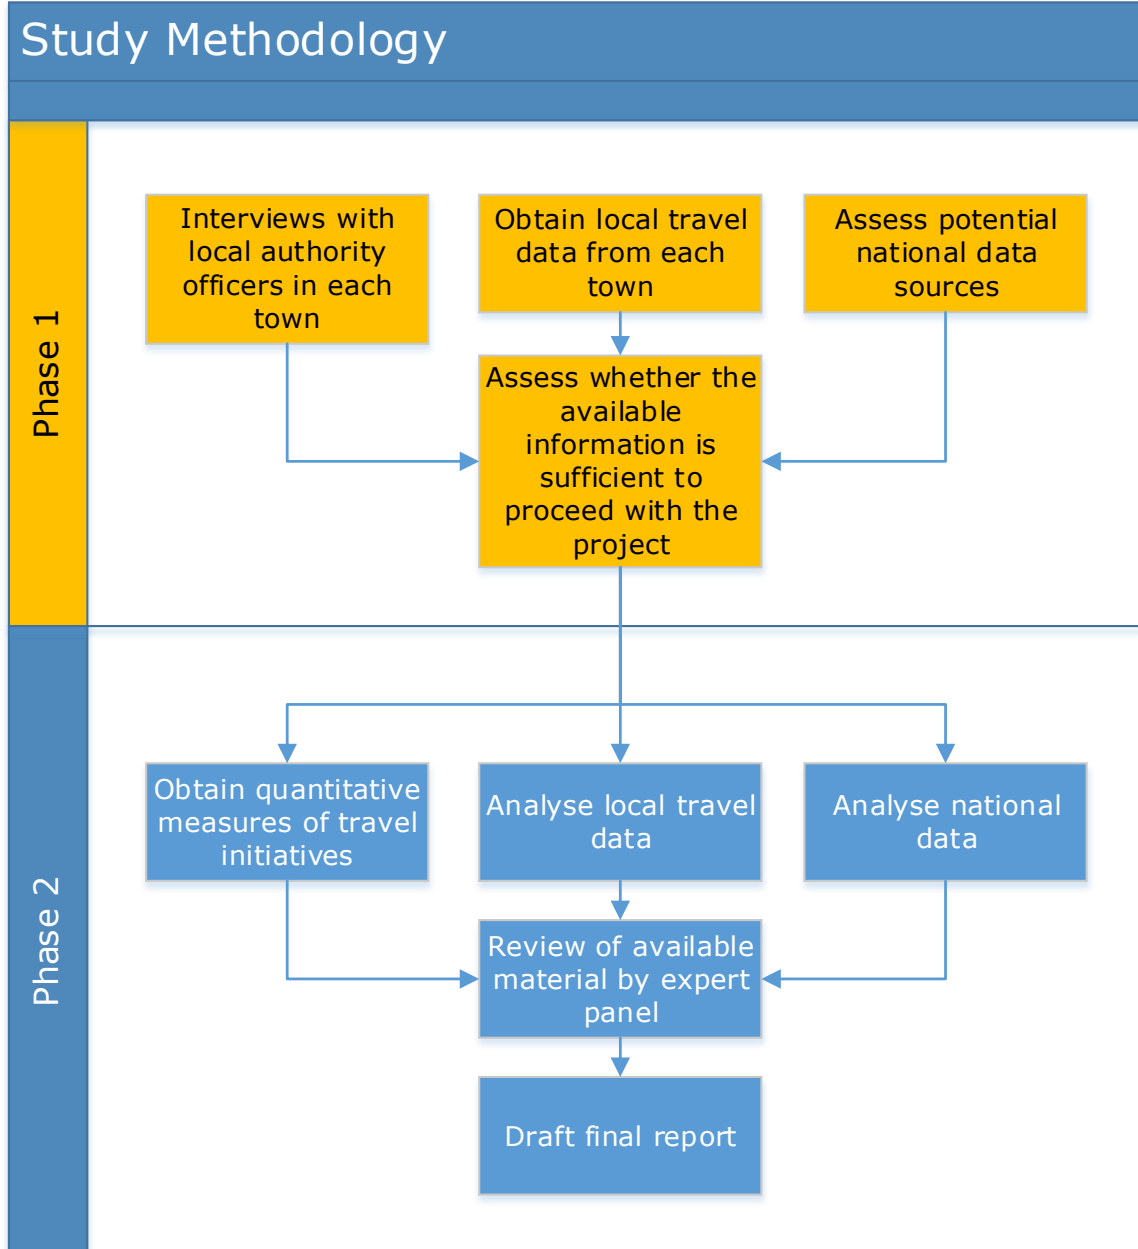 Study Methodology
Phase 1
Interviews with
local authority
officers in each
town
Obtain local travel
data from each
town
Assess potential
national data
sources
Assess whether the
available
information is
sufficient to
proceed with the
project
Phase 2
Obtain quantitative
measures of travel
initiatives
Analyse local travel
data
Analyse national
data
Review of available
material by expert
panel
Draft final report